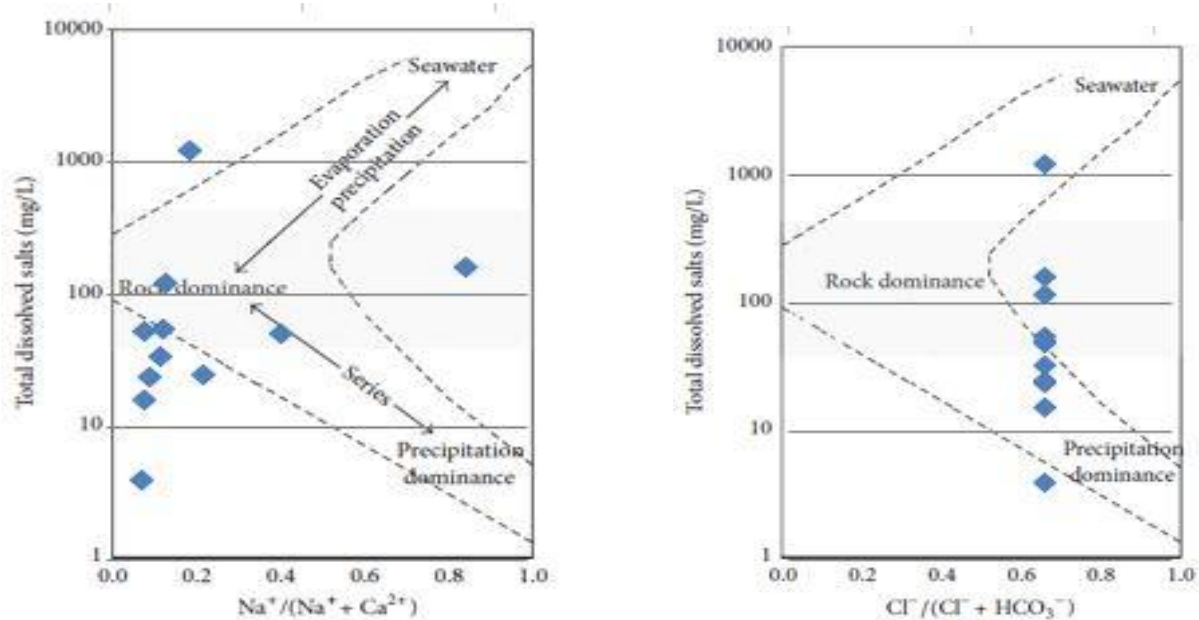 10000
1000
100
10
1
Total dissolved salts (mg/L)
Seawater
Evaporation
precipitation
Rock dominance
Series
Precipitation
dominance
0.0 0.2 0.4 0.6 0.8 1.0
Na⁺/(Na⁺ + Ca²⁺)
10000
1000
100
10
1
Total dissolved salts (mg/L)
Seawater
Rock dominance
Precipitation
dominance
0.0 0.2 0.4 0.6 0.8 1.0
Cl⁻/(Cl⁻ + HCO₃⁻)